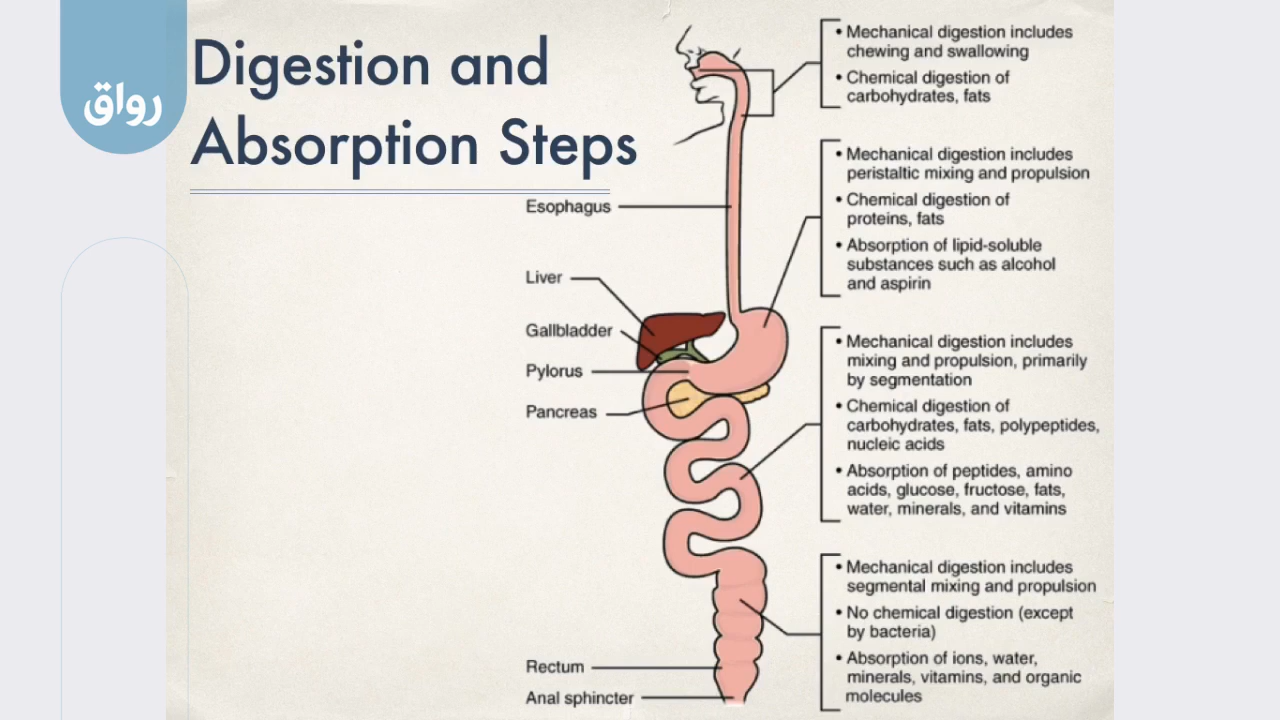 رواق
Digestion and
Absorption Steps
• Mechanical digestion includes
chewing and swallowing
• Chemical digestion of
carbohydrates, fats
• Mechanical digestion includes
peristaltic mixing and propulsion
• Chemical digestion of
proteins, fats
• Absorption of lipid-soluble
substances such as alcohol
and aspirin
• Mechanical digestion includes
mixing and propulsion, primarily
by segmentation
• Chemical digestion of
carbohydrates, fats, polypeptides,
nucleic acids
• Absorption of peptides, amino
acids, glucose, fructose, fats,
water, minerals, and vitamins
• Mechanical digestion includes
segmental mixing and propulsion
• No chemical digestion (except
by bacteria)
• Absorption of ions, water,
minerals, vitamins, and organic
molecules
Esophagus
Liver
Gallbladder
Pylorus
Pancreas
Rectum
Anal sphincter